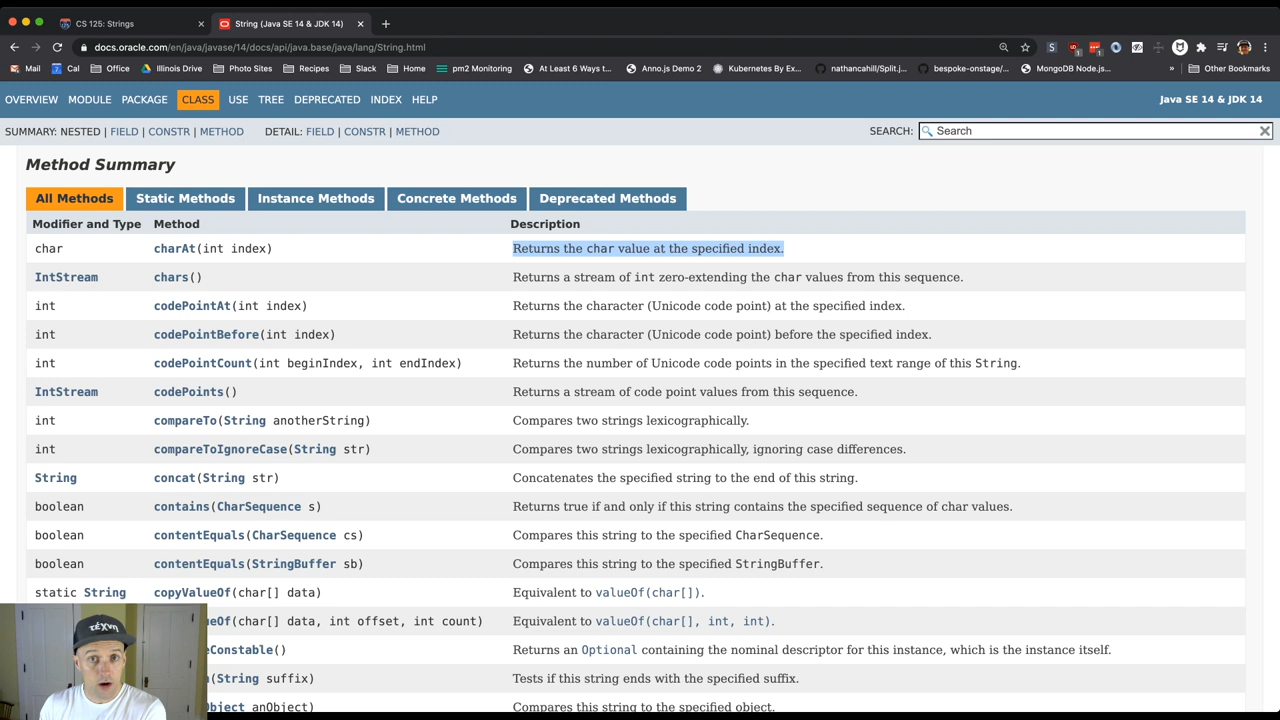 CS 125: Strings
String (Java SE 14 & JDK 14)
docs.oracle.com/en/java/javase/14/docs/api/java.base/java/lang/String.html
Mail Cal Office Illinois Drive Photo Sites Recipes Slack Home pm2 Monitoring At Least 6 Ways t... Anno.js Demo 2 Kubernetes By Ex... nathancahill/Split.j... bespoke-onstage/... MongoDB Node.js... » Other Bookmarks
OVERVIEW MODULE PACKAGE CLASS USE TREE DEPRECATED INDEX HELP Java SE 14 & JDK 14
SUMMARY: NESTED | FIELD | CONSTR | METHOD DETAIL: FIELD | CONSTR | METHOD SEARCH: Search
Method Summary
All Methods Static Methods Instance Methods Concrete Methods Deprecated Methods
Modifier and Type Method Description
char charAt(int index) Returns the char value at the specified index.
IntStream chars() Returns a stream of int zero-extending the char values from this sequence.
int codePointAt(int index) Returns the character (Unicode code point) at the specified index.
int codePointBefore(int index) Returns the character (Unicode code point) before the specified index.
int codePointCount(int beginIndex, int endIndex) Returns the number of Unicode code points in the specified text range of this String.
IntStream codePoints() Returns a stream of code point values from this sequence.
int compareTo(String anotherString) Compares two strings lexicographically.
int compareToIgnoreCase(String str) Compares two strings lexicographically, ignoring case differences.
String concat(String str) Concatenates the specified string to the end of this string.
boolean contains(CharSequence s) Returns true if and only if this string contains the specified sequence of char values.
boolean contentEquals(CharSequence cs) Compares this string to the specified CharSequence.
boolean contentEquals(StringBuffer sb) Compares this string to the specified StringBuffer.
static String copyValueOf(char[] data) Equivalent to valueOf(char[]).
eOf(char[] data, int offset, int count) Equivalent to valueOf(char[], int, int).
eConstable() Returns an Optional containing the nominal descriptor for this instance, which is the instance itself.
(String suffix) Tests if this string ends with the specified suffix.
bject anObject) Compares this string to the specified object.